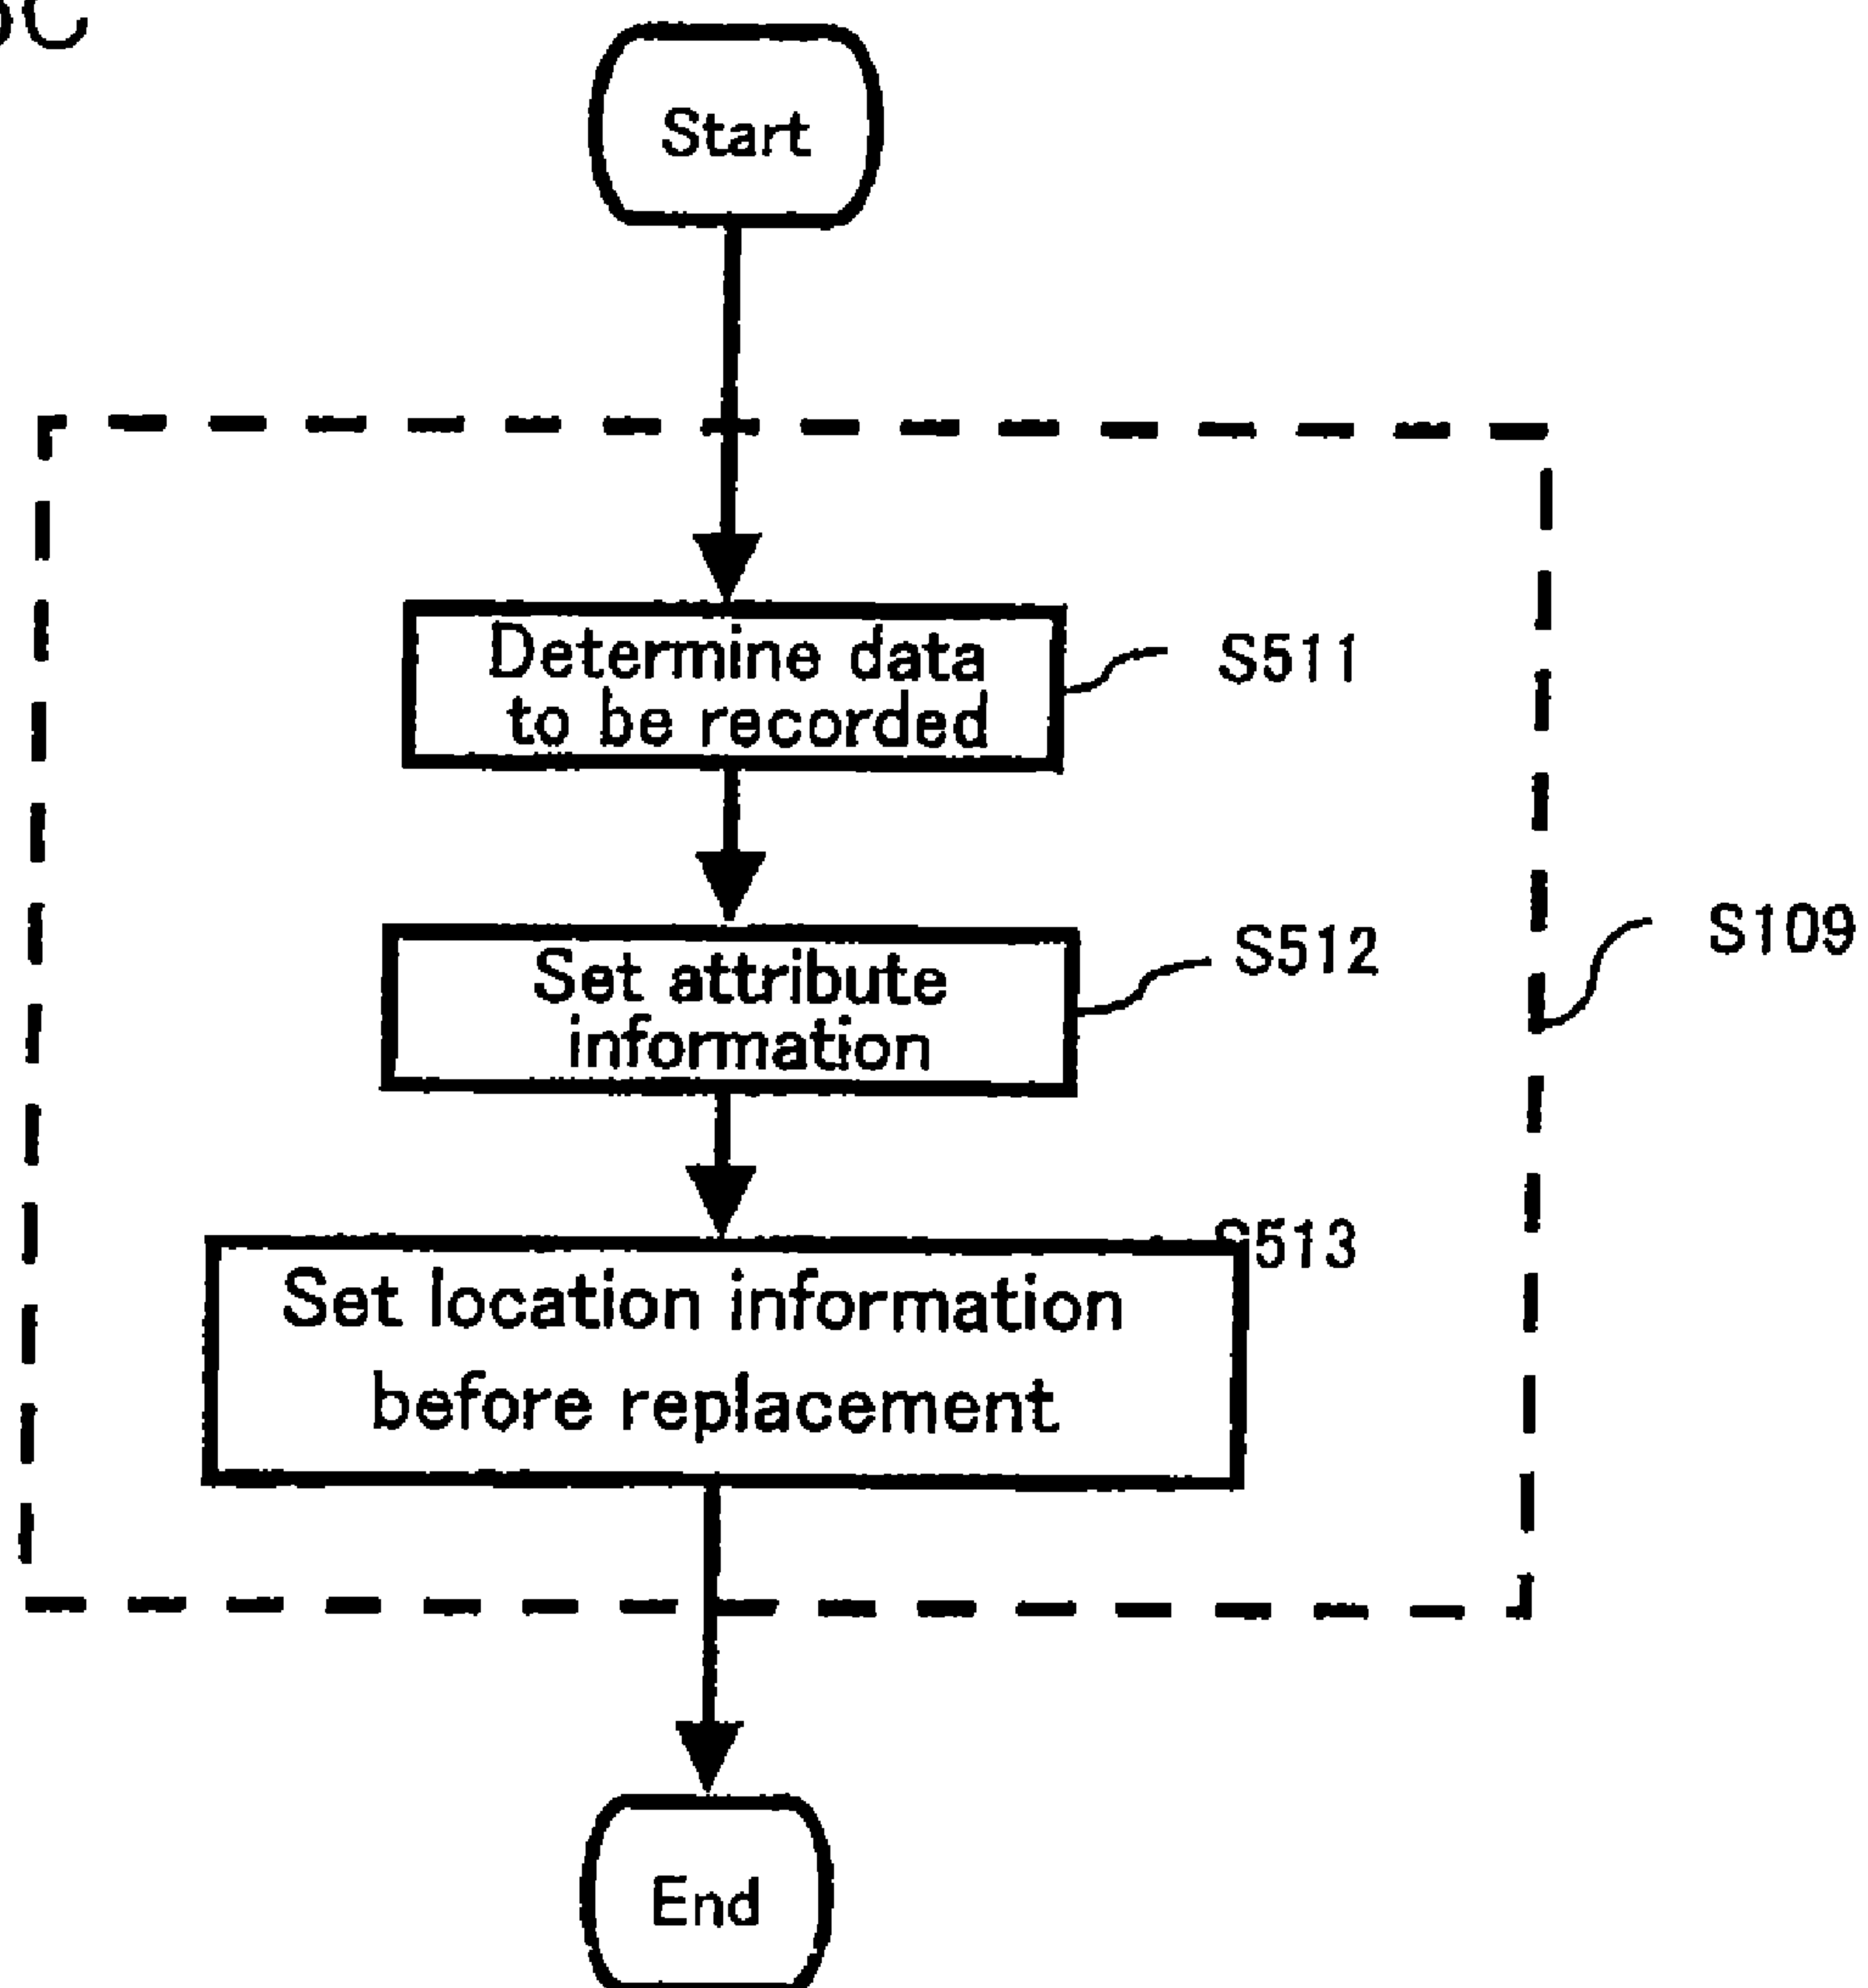 Start
Determine data
to be recorded
S511
Set attribute
information
S512
S109
S513
Set location information
before replacement
End